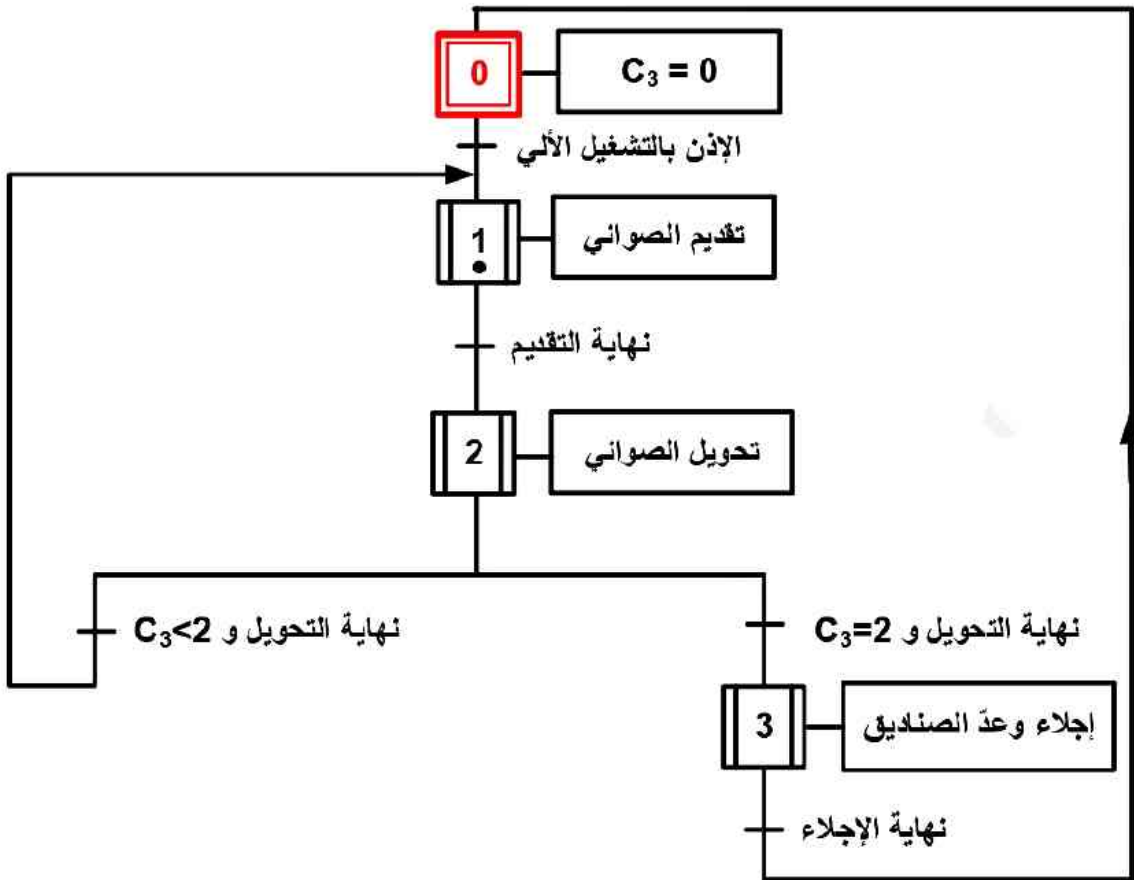 0
C₃ = 0
الإذن بالتشغيل الألي
1
تقديم الصواني
نهاية التقديم
2
تحويل الصواني
نهاية التحويل و C₃<2
نهاية التحويل و C₃=2
3
إجلاء وعدّ الصناديق
نهاية الإجلاء